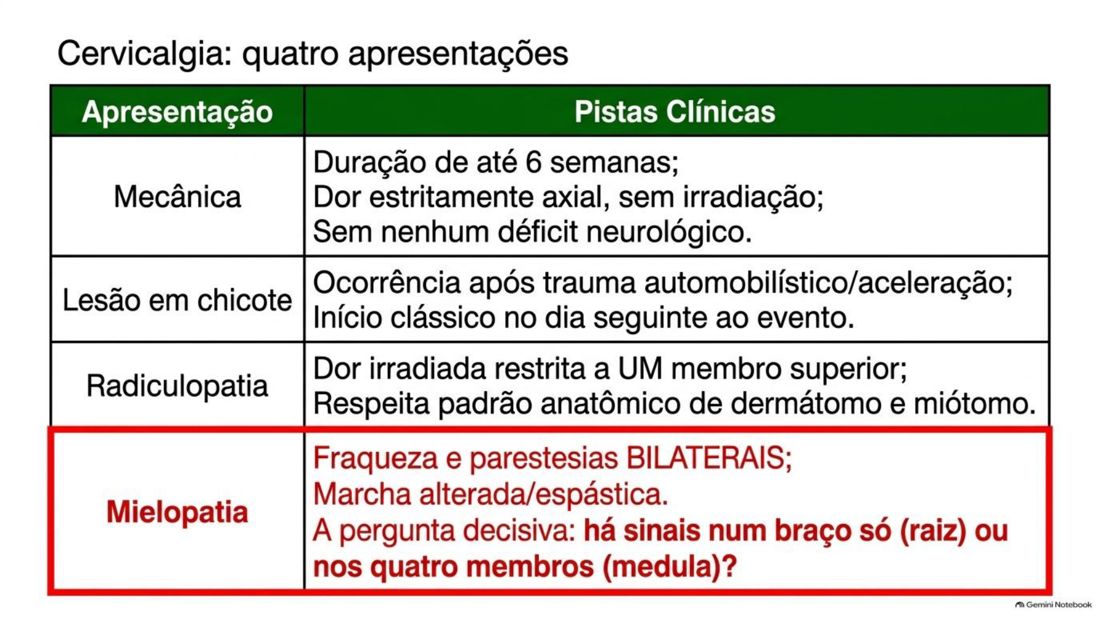 Cervicalgia: quatro apresentações
Apresentação
Pistas Clínicas
Mecânica
Duração de até 6 semanas;
Dor estritamente axial, sem irradiação;
Sem nenhum déficit neurológico.
Lesão em chicote
Ocorrência após trauma automobilístico/aceleração;
Início clássico no dia seguinte ao evento.
Radiculopatia
Dor irradiada restrita a UM membro superior;
Respeita padrão anatômico de dermátomo e miótomo.
Mielopatia
Fraqueza e parestesias BILATERAIS;
Marcha alterada/espástica.
A pergunta decisiva: há sinais num braço só (raiz) ou
nos quatro membros (medula)?
Gemini Notebook